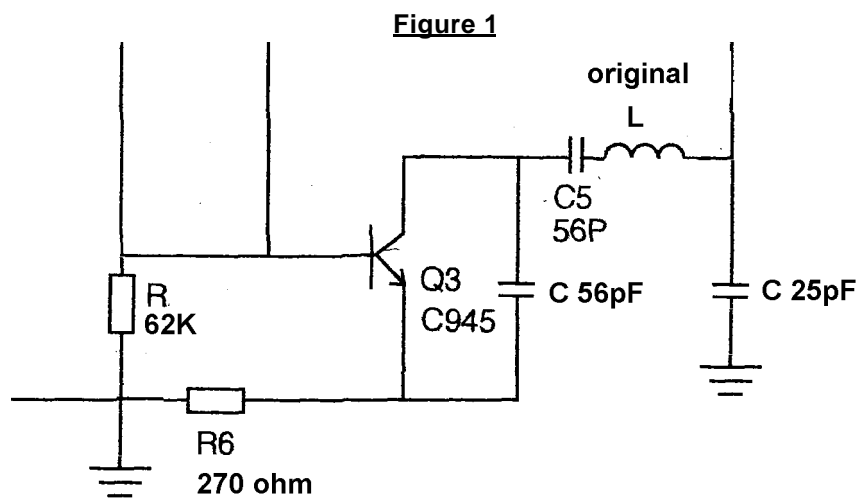 Figure 1
original
L
C5
56P
R
62K
Q3
C945
C 56pF
C 25pF
R6
270 ohm